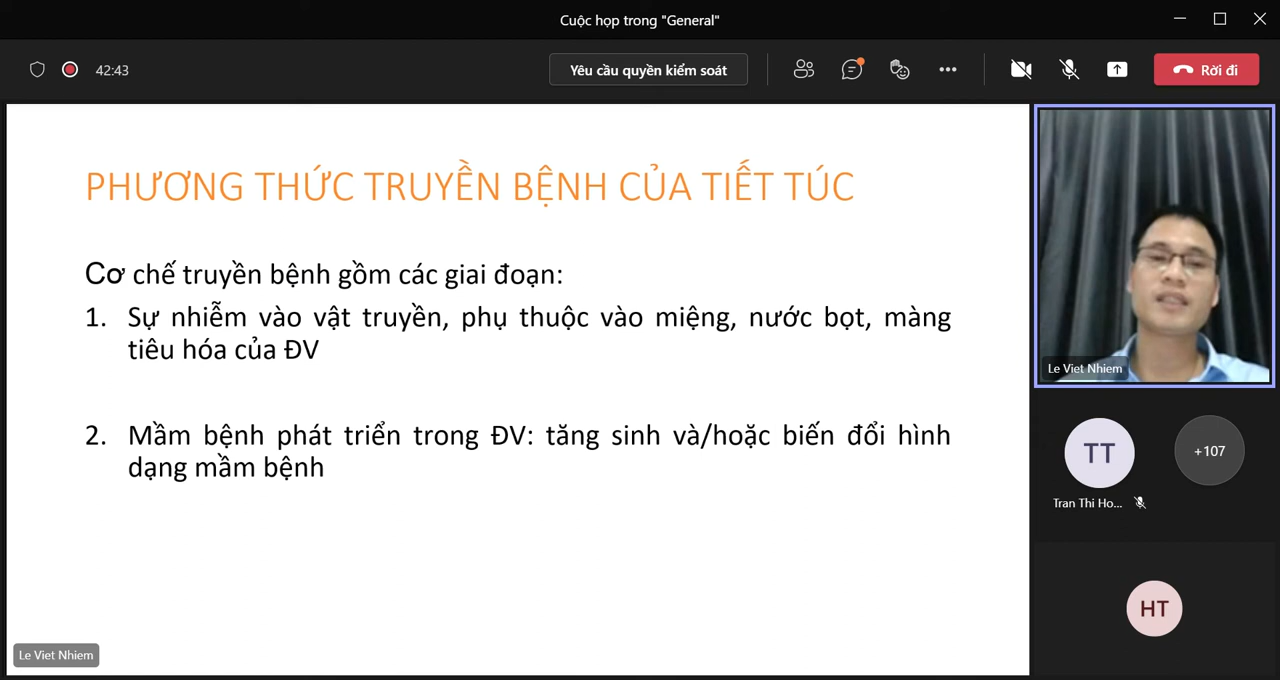 Cuộc họp trong "General"
42:43
Yêu cầu quyền kiểm soát
Rời đi
PHƯƠNG THỨC TRUYỀN BỆNH CỦA TIẾT TÚC
Cơ chế truyền bệnh gồm các giai đoạn:
1. Sự nhiễm vào vật truyền, phụ thuộc vào miệng, nước bọt, màng
tiêu hóa của ĐV
2. Mầm bệnh phát triển trong ĐV: tăng sinh và/hoặc biến đổi hình
dạng mầm bệnh
Le Viet Nhiem
Le Viet Nhiem
TT
+107
Tran Thi Ho...
HT